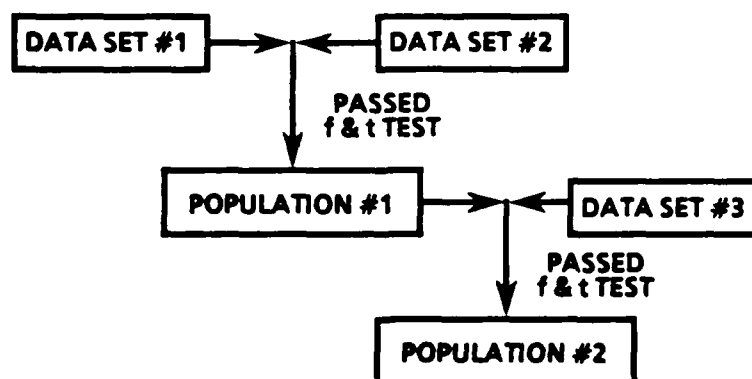 DATA SET #1
DATA SET #2
PASSED
f & t TEST
POPULATION #1
DATA SET #3
PASSED
f & t TEST
POPULATION #2